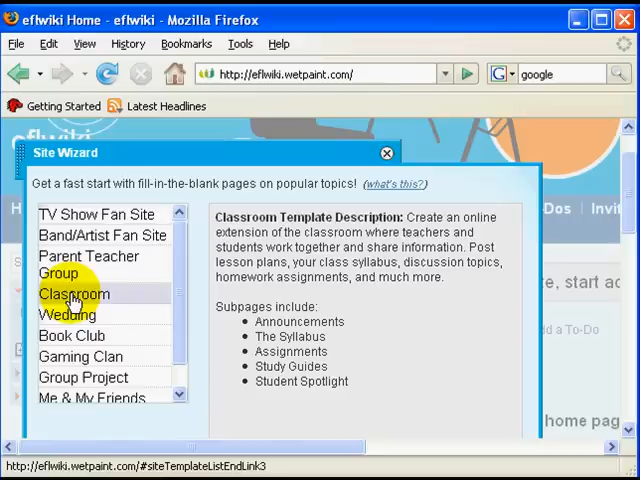 eflwiki Home - eflwiki - Mozilla Firefox
File Edit View History Bookmarks Tools Help
http://eflwiki.wetpaint.com/
G google
Getting Started Latest Headlines
eflwiki
Site Wizard
Get a fast start with fill-in-the-blank pages on popular topics! (what's this?)
TV Show Fan Site
Band/Artist Fan Site
Parent Teacher
Group
Classroom
Wedding
Book Club
Gaming Clan
Group Project
Me & My Friends
Classroom Template Description: Create an online
extension of the classroom where teachers and
students work together and share information. Post
lesson plans, your class syllabus, discussion topics,
homework assignments, and much more.
Subpages include:
• Announcements
• The Syllabus
• Assignments
• Study Guides
• Student Spotlight
H
o-Dos Invit
S
te, start ad
Add a To-Do
home pag
http://eflwiki.wetpaint.com/#siteTemplateListEndLink3